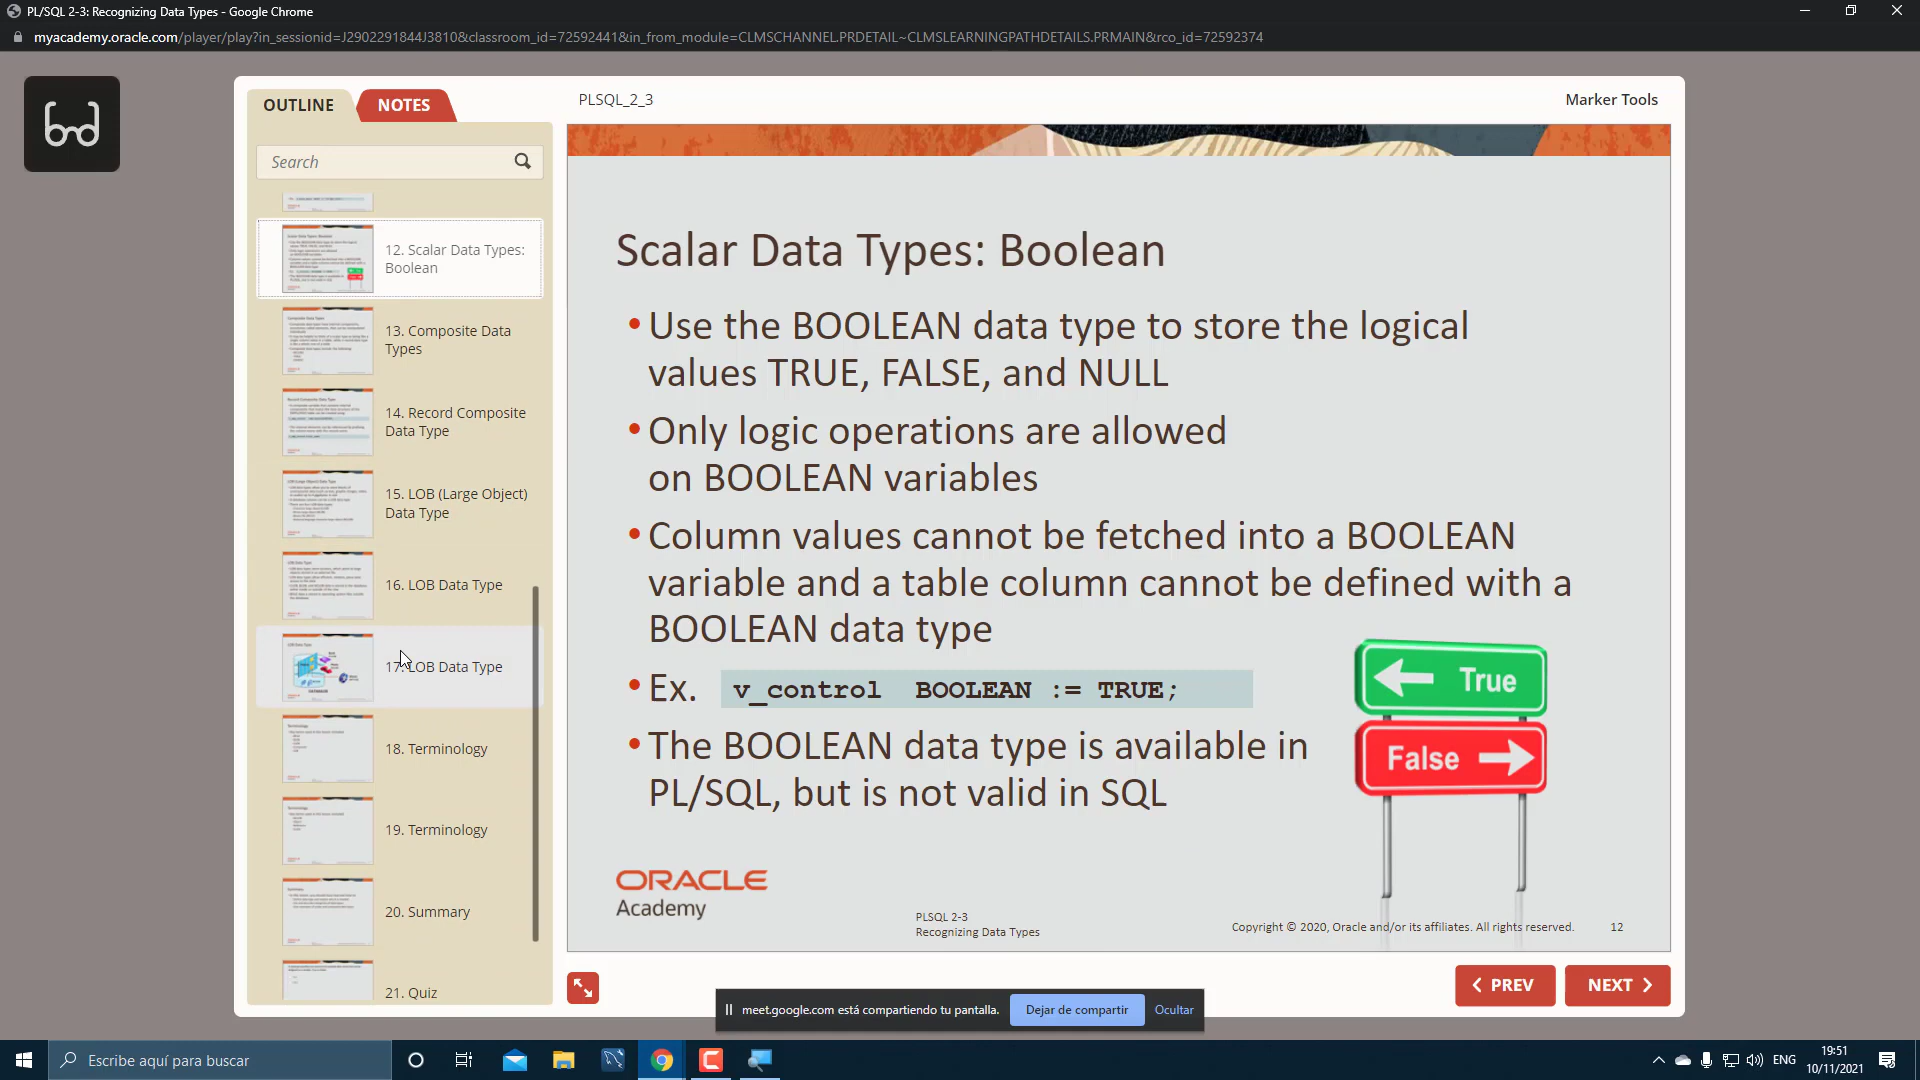 PL/SQL 2-3: Recognizing Data Types - Google Chrome
myacademy.oracle.com/player/play?in_sessionid=J2902291844J3810&classroom_id=72592441&in_from_module=CLMSCHANNEL.PRDETAIL~CLMSLEARNINGPATHDETAILS.PRMAIN&rco_id=72592374
OUTLINE
NOTES
PLSQL_2_3
Marker Tools
Search
12. Scalar Data Types:
Boolean
13. Composite Data
Types
14. Record Composite
Data Type
15. LOB (Large Object)
Data Type
16. LOB Data Type
17. LOB Data Type
18. Terminology
19. Terminology
20. Summary
21. Quiz
Scalar Data Types: Boolean
•Use the BOOLEAN data type to store the logical
values TRUE, FALSE, and NULL
•Only logic operations are allowed
on BOOLEAN variables
•Column values cannot be fetched into a BOOLEAN
variable and a table column cannot be defined with a
BOOLEAN data type
•Ex. v_control BOOLEAN := TRUE;
•The BOOLEAN data type is available in
PL/SQL, but is not valid in SQL
True
False
ORACLE
Academy
PLSQL 2-3
Recognizing Data Types
Copyright © 2020, Oracle and/or its affiliates. All rights reserved.
12
PREV
NEXT
meet.google.com está compartiendo tu pantalla.
Dejar de compartir
Ocultar
Escribe aquí para buscar
ENG
19:51
10/11/2021